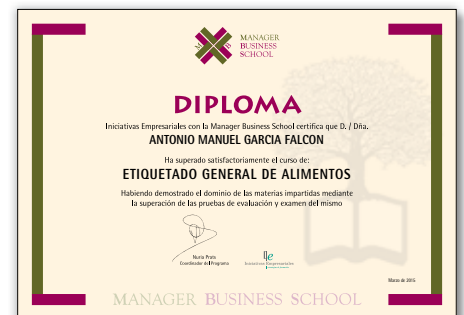 M B
B S
MANAGER
BUSINESS
SCHOOL
DIPLOMA
Iniciativas Empresariales con la Manager Business School certifica que D. / Dña.
ANTONIO MANUEL GARCIA FALCON
Ha superado satisfactoriamente el curso de:
ETIQUETADO GENERAL DE ALIMENTOS
Habiendo demostrado el dominio de las materias impartidas mediante
la superación de las pruebas de evaluación y examen del mismo
Nuria Prats
Coordinador del Programa
Iniciativas Empresariales
Marzo de 2015
MANAGER BUSINESS SCHOOL